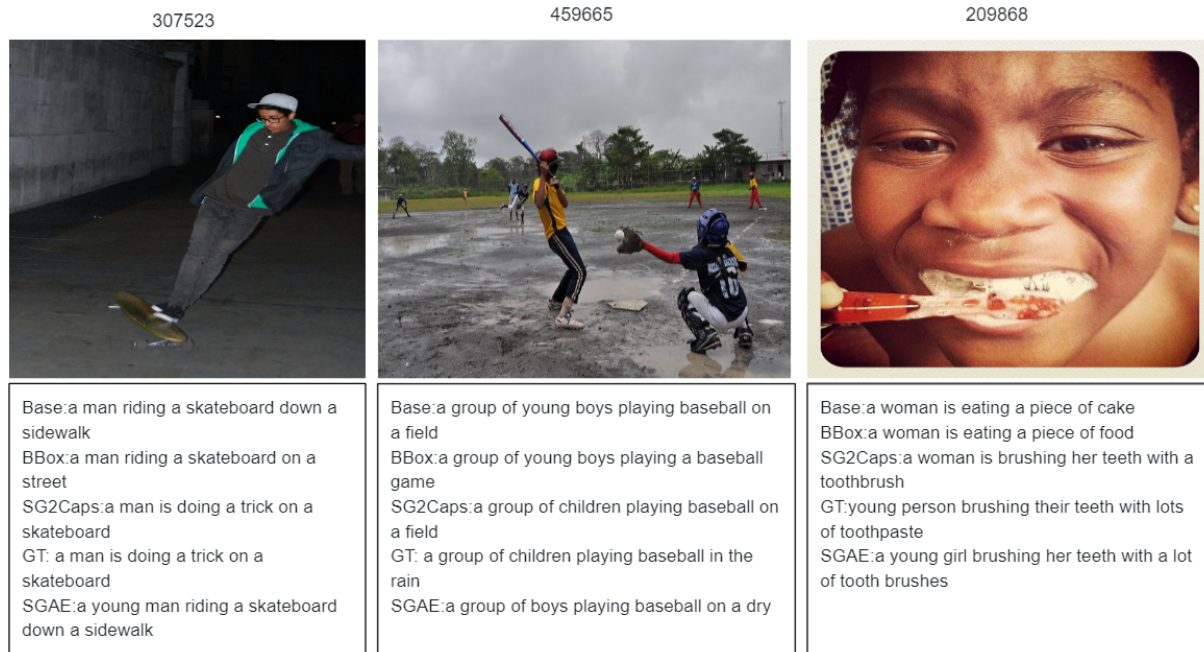 307523
459665
209868
Base:a man riding a skateboard down a
sidewalk
BBox:a man riding a skateboard on a
street
SG2Caps:a man is doing a trick on a
skateboard
GT: a man is doing a trick on a
skateboard
SGAE:a young man riding a skateboard
down a sidewalk
Base:a group of young boys playing baseball on
a field
BBox:a group of young boys playing a baseball
game
SG2Caps:a group of children playing baseball on
a field
GT: a group of children playing baseball in the
rain
SGAE:a group of boys playing baseball on a dry
Base:a woman is eating a piece of cake
BBox:a woman is eating a piece of food
SG2Caps:a woman is brushing her teeth with a
toothbrush
GT:young person brushing their teeth with lots
of toothpaste
SGAE:a young girl brushing her teeth with a lot
of tooth brushes